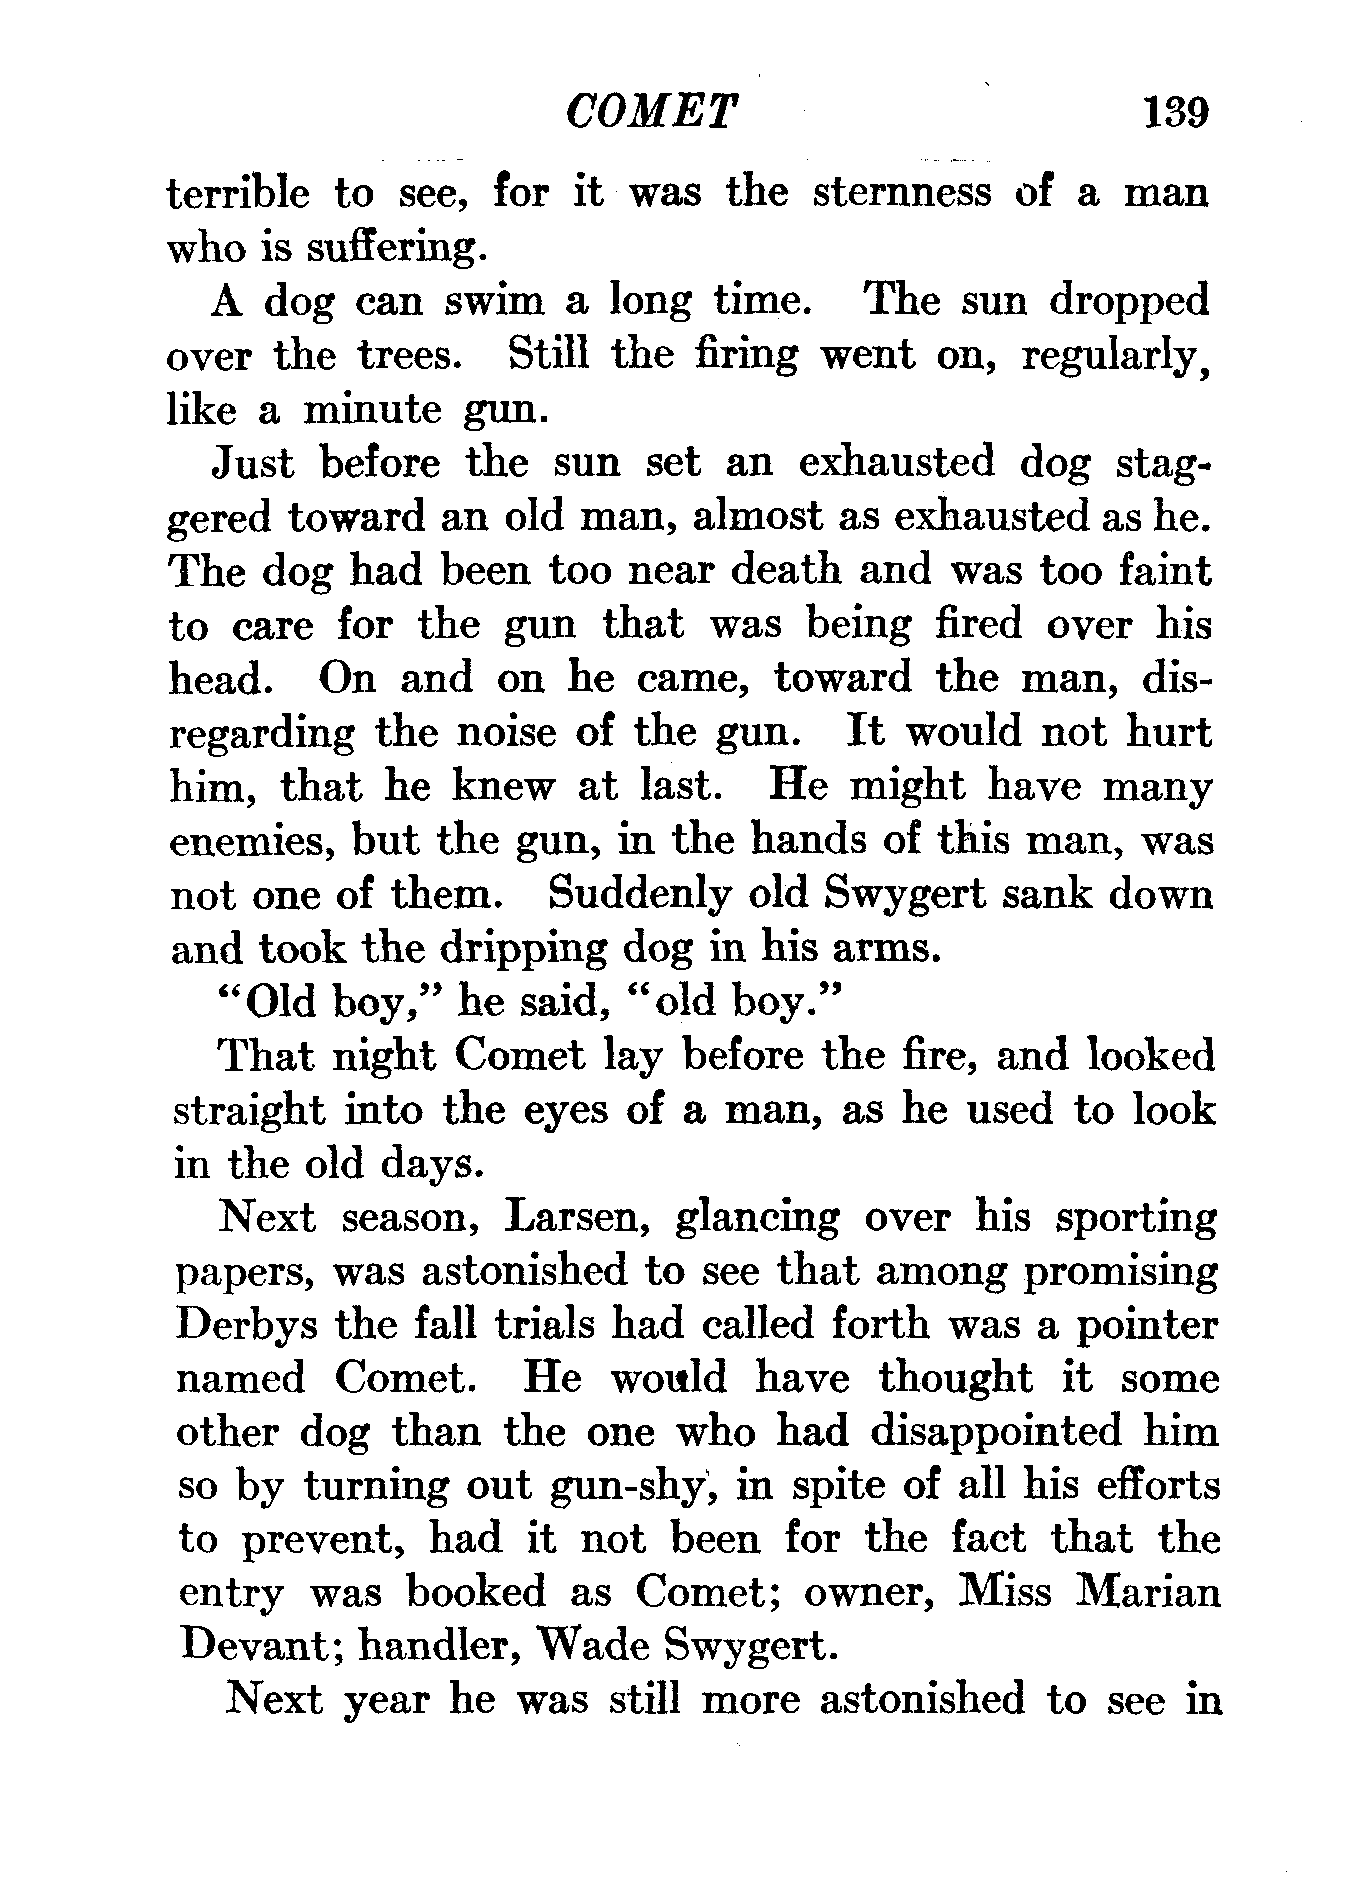 COMET 139
terrible to see, for it was the sternness of a man
who is suffering.
A dog can swim a long time. The sun dropped
over the trees. Still the firing went on, regularly,
like a minute gun.
Just before the sun set an exhausted dog stag-
gered toward an old man, almost as exhausted as he.
The dog had been too near death and was too faint
to care for the gun that was being fired over his
head. On and on he came, toward the man, dis-
regarding the noise of the gun. It would not hurt
him, that he knew at last. He might have many
enemies, but the gun, in the hands of this man, was
not one of them. Suddenly old Swygert sank down
and took the dripping dog in his arms.
“Old boy,” he said, “old boy.”
That night Comet lay before the fire, and looked
straight into the eyes of a man, as he used to look
in the old days.
Next season, Larsen, glancing over his sporting
papers, was astonished to see that among promising
Derbys the fall trials had called forth was a pointer
named Comet. He would have thought it some
other dog than the one who had disappointed him
so by turning out gun-shy, in spite of all his efforts
to prevent, had it not been for the fact that the
entry was booked as Comet; owner, Miss Marian
Devant; handler, Wade Swygert.
Next year he was still more astonished to see in